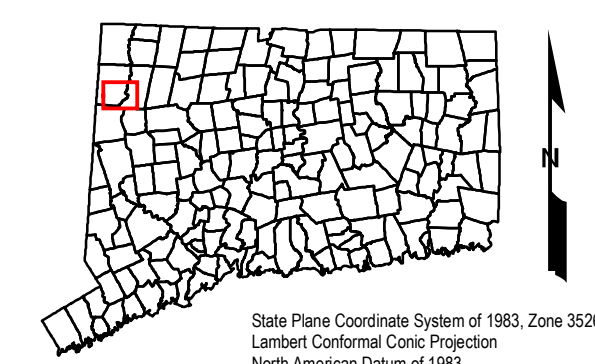 N
State Plane Coordinate System of 1983, Zone 3526
Lambert Conformal Conic Projection
North American Datum of 1983